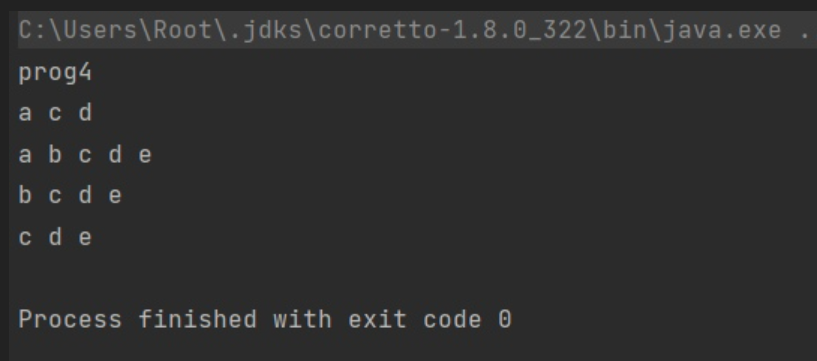 C:\Users\Root\.jdks\corretto-1.8.0_322\bin\java.exe .
prog4
a c d
a b c d e
b c d e
c d e
Process finished with exit code 0